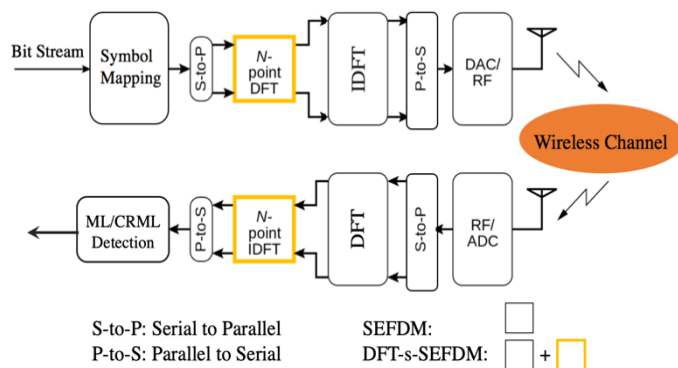 Bit Stream
Symbol
Mapping
S-to-P
N-
point
DFT
IDFT
P-to-S
DAC/
RF
Wireless Channel
ML/CRML
Detection
P-to-S
N-
point
IDFT
DFT
S-to-P
RF/
ADC
S-to-P: Serial to Parallel
P-to-S: Parallel to Serial
SEFDM:
DFT-s-SEFDM: +